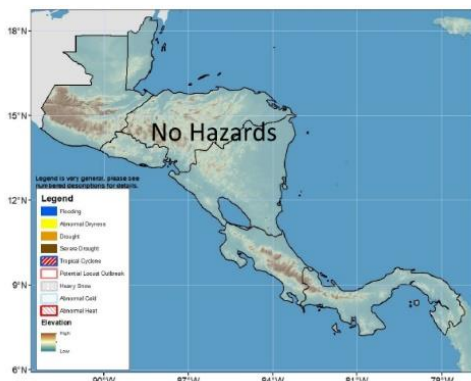 18°N
15°N
No Hazards
Legend is very general, please see
numbered descriptions for details.
12°N
Legend
Flooding
Abnormal Dryness
Drought
Severe Drought
Tropical Cyclone
Potential Locust Outbreak
Heavy Snow
Abnormal Cold
Abnormal Heat
Elevation
High
Low
9°N
6°N
90°W
87°W
84°W
81°W
78°W